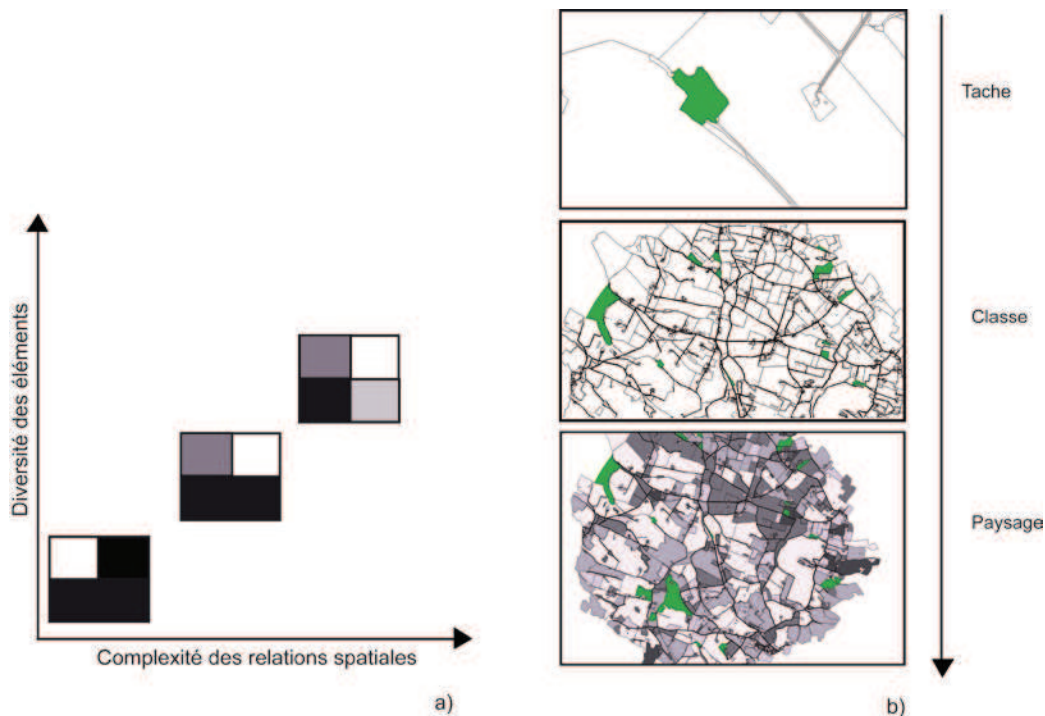 Diversité des éléments
Complexité des relations spatiales
a)
Tache
Classe
Paysage
b)